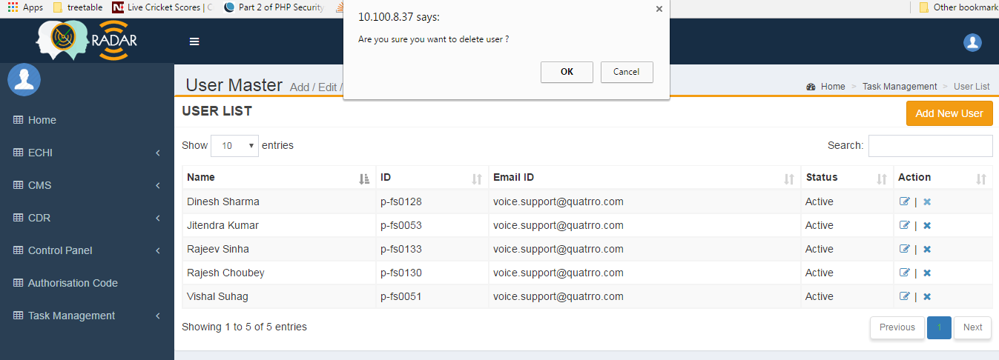 Apps treetable Live Cricket Scores | C Part 2 of PHP Security Other bookmark
10.100.8.37 says:
Are you sure you want to delete user ?
OK Cancel
RADAR
User Master Add / Edit /
Home > Task Management > User List
USER LIST
Add New User
Show 10 entries
Search:
Name ID Email ID Status Action
Dinesh Sharma p-fs0128 voice.support@quatrro.com Active |
Jitendra Kumar p-fs0053 voice.support@quatrro.com Active |
Rajeev Sinha p-fs0133 voice.support@quatrro.com Active |
Rajesh Choubey p-fs0130 voice.support@quatrro.com Active |
Vishal Suhag p-fs0051 voice.support@quatrro.com Active |
Showing 1 to 5 of 5 entries
Previous 1 Next
Home
ECHI
CMS
CDR
Control Panel
Authorisation Code
Task Management